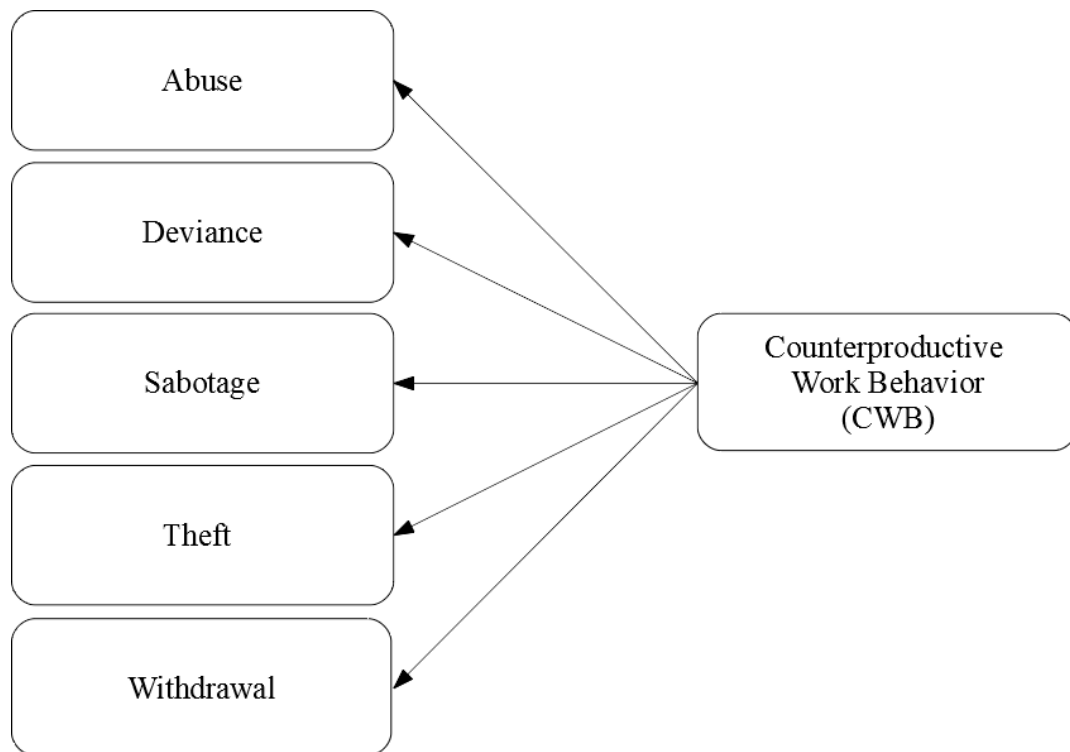 Abuse
Deviance
Sabotage
Theft
Withdrawal
Counterproductive
Work Behavior
(CWB)